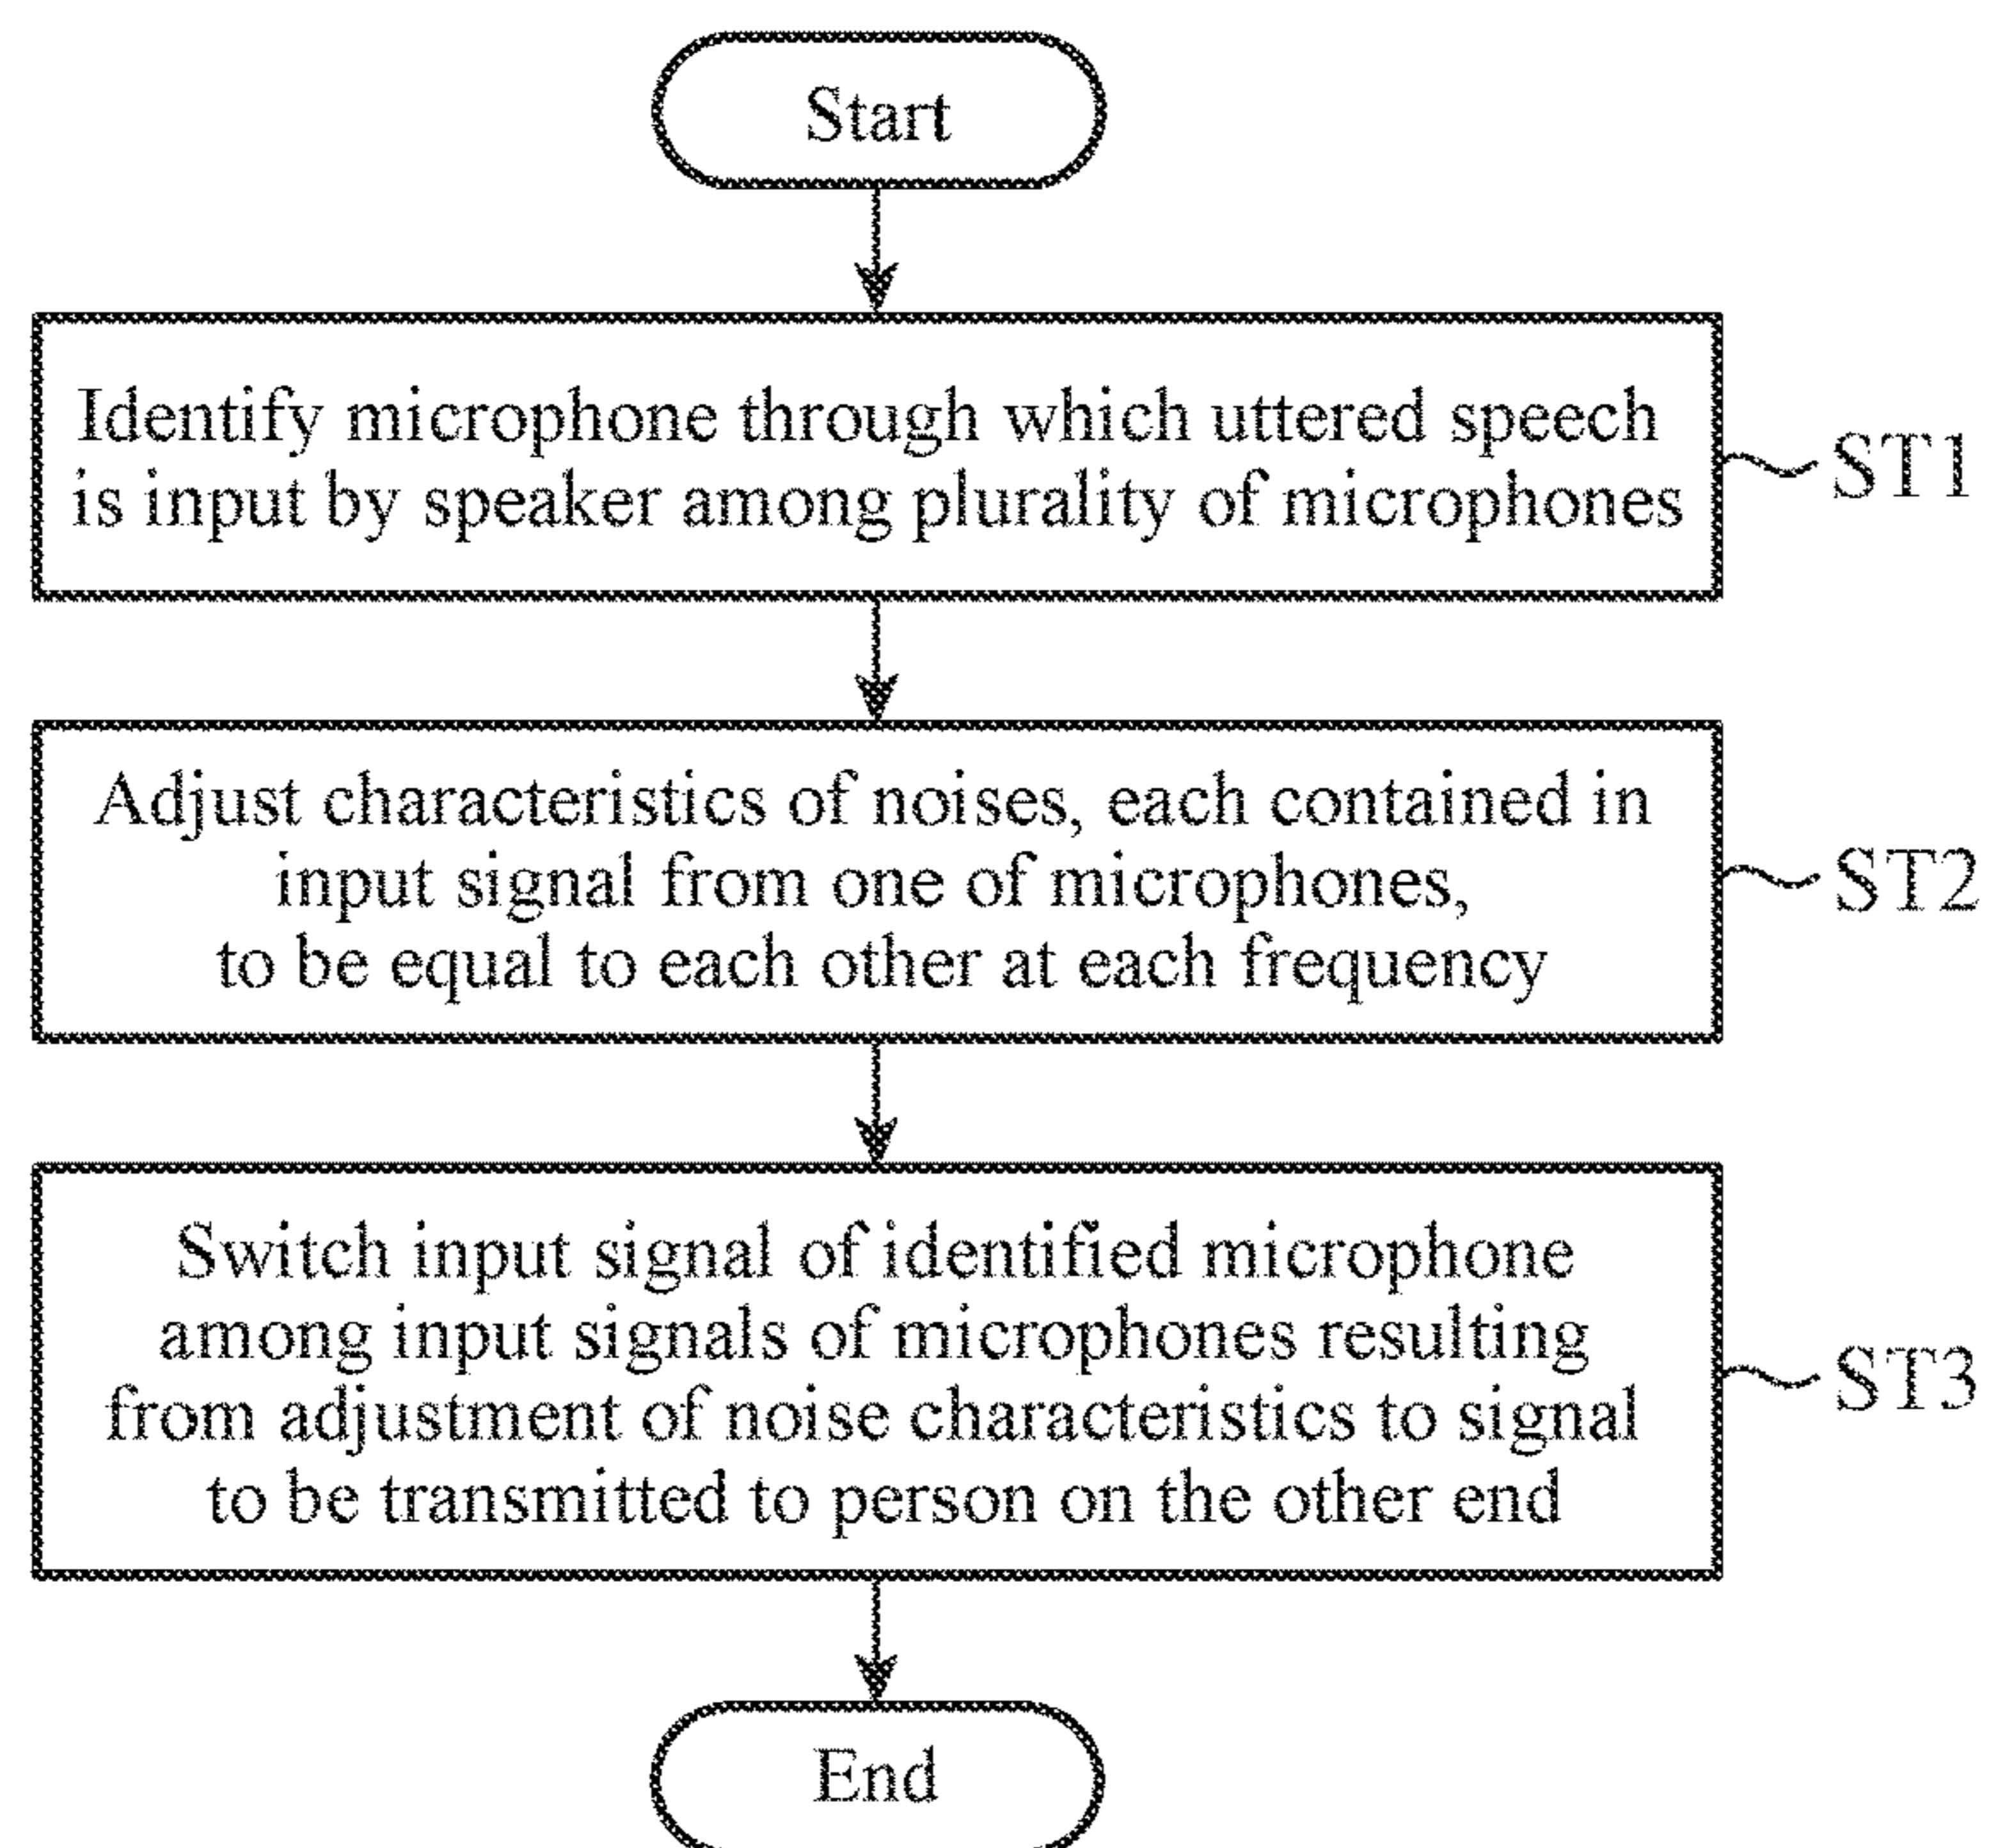 Start
Identify microphone through which uttered speech
is input by speaker among plurality of microphones
ST1
Adjust characteristics of noises, each contained in
input signal from one of microphones,
to be equal to each other at each frequency
ST2
Switch input signal of identified microphone
among input signals of microphones resulting
from adjustment of noise characteristics to signal
to be transmitted to person on the other end
ST3
End